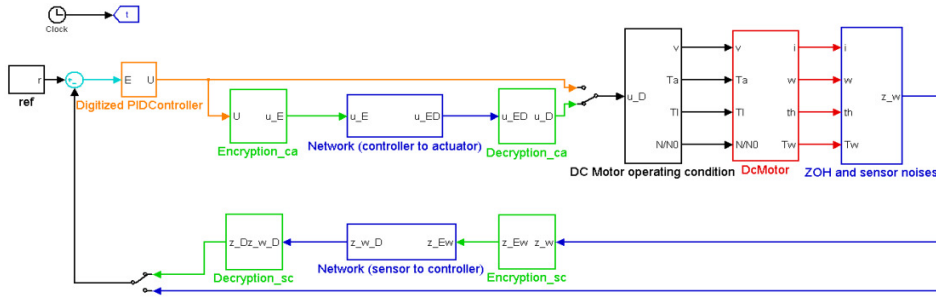 Clock
t
r
ref
+
-
E
U
Digitized PIDController
U
u_E
Encryption_ca
u_E
u_ED
Network (controller to actuator)
u_ED
u_D
Decryption_ca
u_D
v
Ta
Tl
N/N0
DC Motor operating condition
v
Ta
Tl
N/N0
i
w
th
Tw
DcMotor
i
w
th
Tw
z_w
ZOH and sensor noises
z_D
z_w_D
Decryption_sc
z_w_D
z_Ew
Network (sensor to controller)
z_Ew
z_w
Encryption_sc